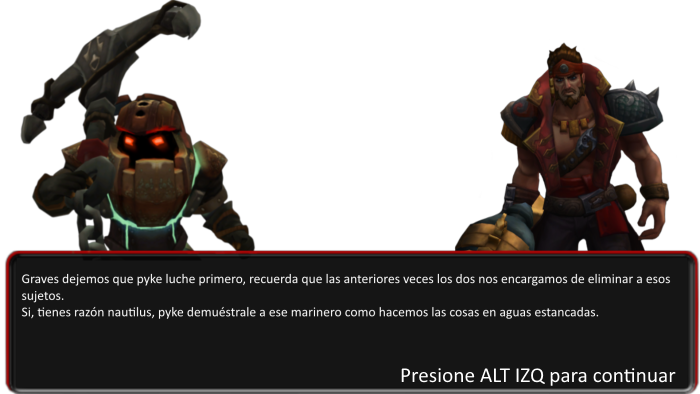 Graves dejemos que pyke luche primero, recuerda que las anteriores veces los dos nos encargamos de eliminar a esos
sujetos.
Si, tienes razón nautilus, pyke demuéstrale a ese marinero como hacemos las cosas en aguas estancadas.
Presione ALT IZQ para continuar